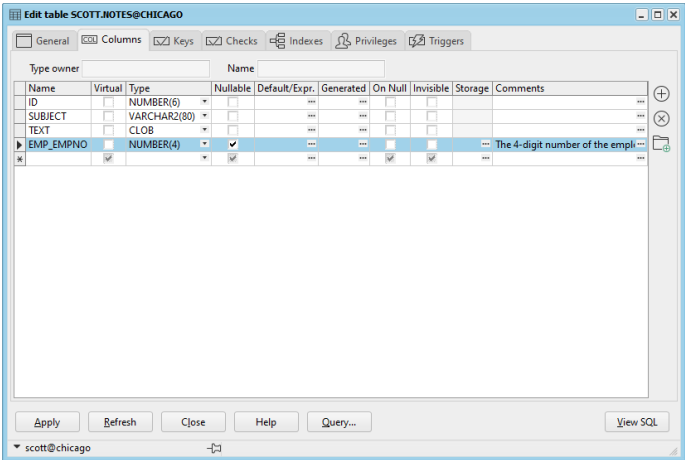 Edit table SCOTT.NOTES@CHICAGO
General Columns Keys Checks Indexes Privileges Triggers
Type owner Name
Name Virtual Type Nullable Default/Expr. Generated On Null Invisible Storage Comments
ID NUMBER(6)
SUBJECT VARCHAR2(80)
TEXT CLOB
EMP_EMPNO NUMBER(4) The 4-digit number of the emplo
Apply Refresh Close Help Query... View SQL
scott@chicago